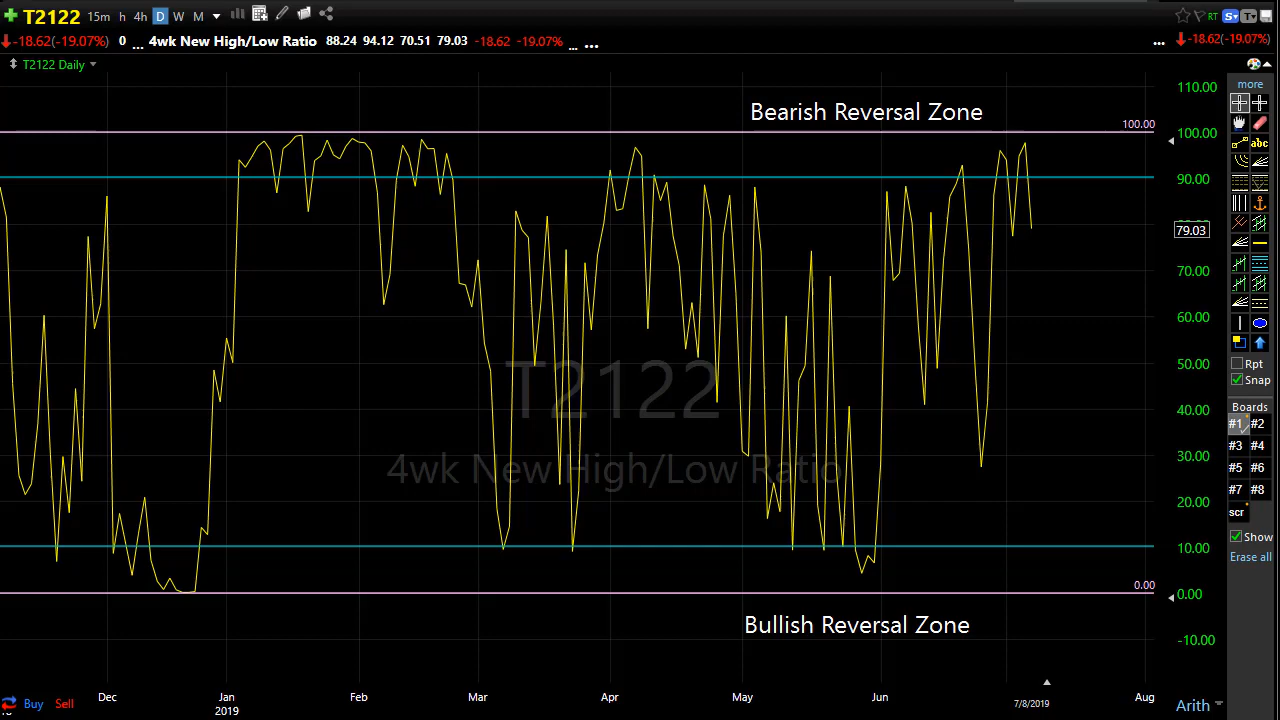 T2122 15m h 4h D W M RT S T
-18.62(-19.07%) 0 ... 4wk New High/Low Ratio 88.24 94.12 70.51 79.03 -18.62 -19.07% ... ... ... -18.62(-19.07%)
T2122 Daily
more
110.00
Bearish Reversal Zone
100.00
100.00
abc
90.00
79.03
70.00
60.00
50.00
40.00
30.00
20.00
10.00
0.00
0.00
-10.00
T2122
4wk New High/Low Ratio
Bullish Reversal Zone
Rpt
Snap
Boards
#1 #2
#3 #4
#5 #6
#7 #8
scr
Show
Erase all
Buy Sell
Dec Jan Feb Mar Apr May Jun Aug
2019
7/8/2019
Arith